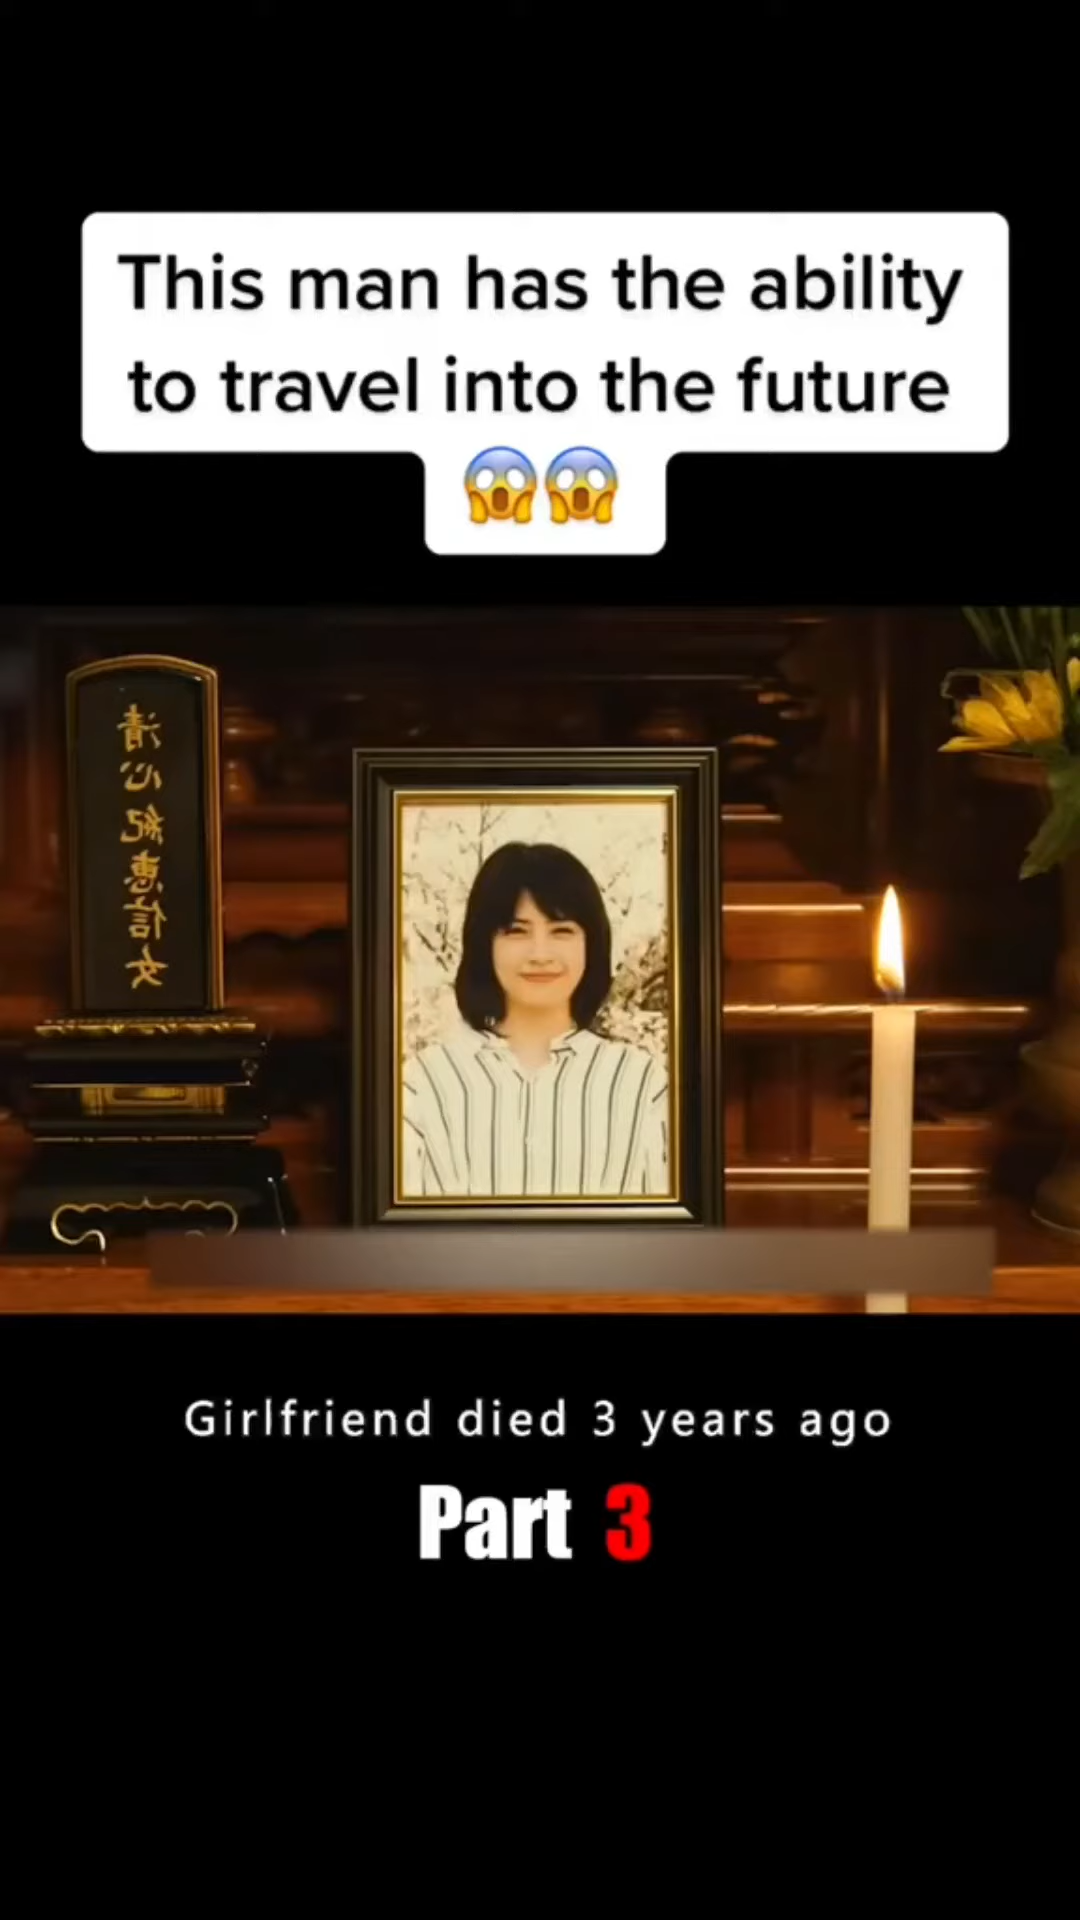 This man has the ability
to travel into the future
😱😱
清心紀恵信女
Girlfriend died 3 years ago
Part 3